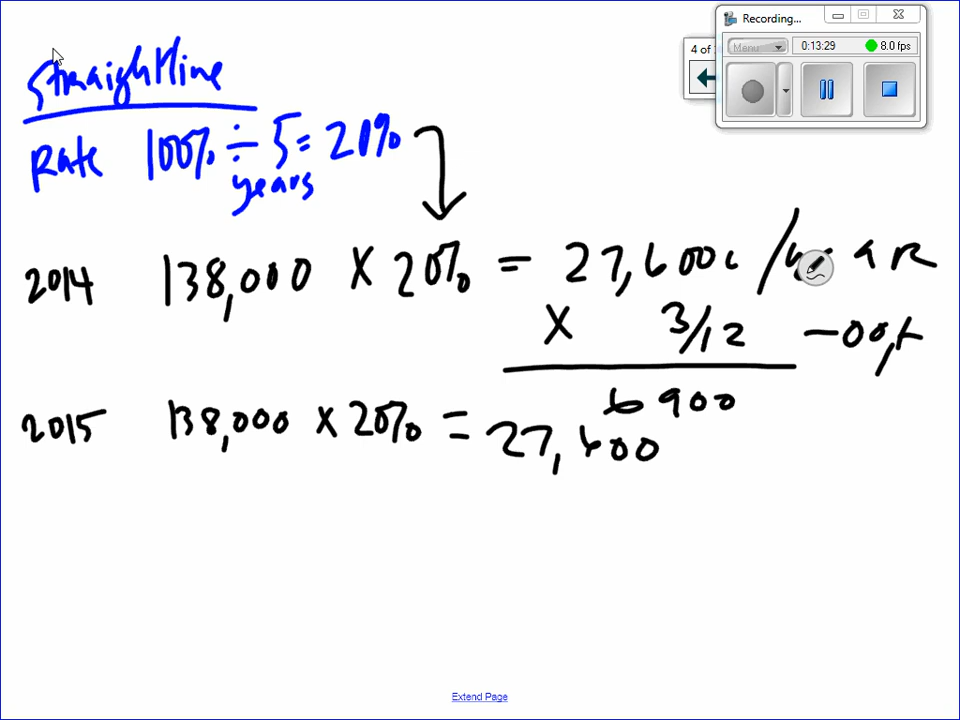 Recording...
Menu
0:13:29
8.0 fps
4 of
Straightline
Rate 100% ÷ 5 = 20%
years
2014 138,000 X 20% = 27,600 / year
X 3/12
6900
2015 138,000 X 20% = 27,600
Extend Page